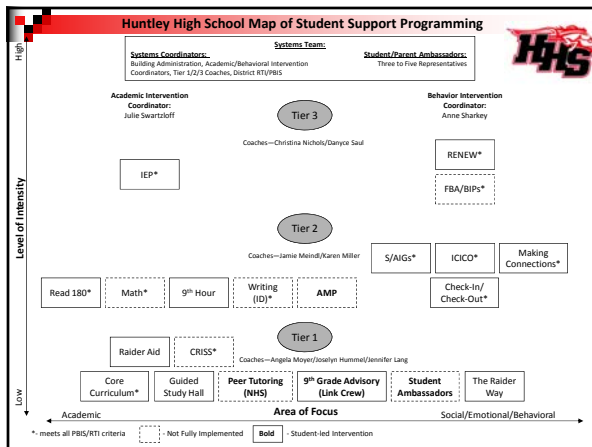 Huntley High School Map of Student Support Programming
HHS
High
Systems Team:
Systems Coordinators:
Building Administration, Academic/Behavioral Intervention
Coordinators, Tier 1/2/3 Coaches, District RTI/PBIS
Student/Parent Ambassadors:
Three to Five Representatives
Academic Intervention
Coordinator:
Julie Swartzloff
Behavior Intervention
Coordinator:
Anne Sharkey
Tier 3
Coaches—Christina Nichols/Danyce Saul
IEP*
RENEW*
FBA/BIPs*
Level of Intensity
Tier 2
Coaches—Jamie Meindl/Karen Miller
S/AIGs*
ICICO*
Making
Connections*
Read 180*
Math*
9th Hour
Writing
(ID)*
AMP
Check-In/
Check-Out*
Tier 1
Coaches—Angela Moyer/Joselyn Hummel/Jennifer Lang
Raider Aid
CRISS*
Core
Curriculum*
Guided
Study Hall
Peer Tutoring
(NHS)
9th Grade Advisory
(Link Crew)
Student
Ambassadors
The Raider
Way
Low
Academic
Area of Focus
Social/Emotional/Behavioral
*- meets all PBIS/RTI criteria
- Not Fully Implemented
Bold
- Student-led Intervention